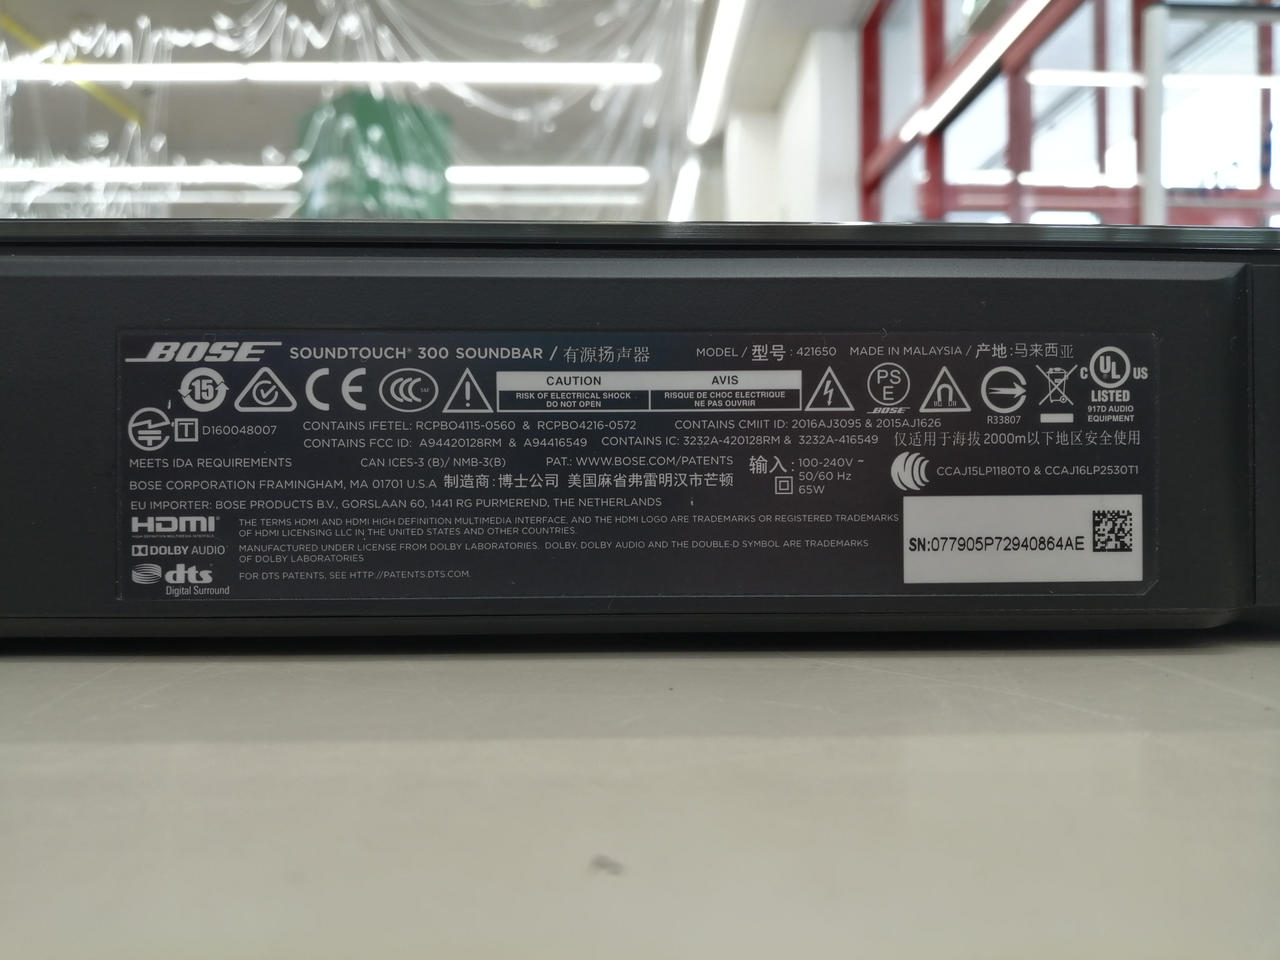 BOSE SOUNDTOUCH® 300 SOUNDBAR / 有源扬声器 MODEL / 型号: 421650 MADE IN MALAYSIA / 产地:马来西亚
15 CE CCC S&E CAUTION AVIS PS E C UL US LISTED
RISK OF ELECTRICAL SHOCK DO NOT OPEN RISQUE DE CHOC ELECTRIQUE NE PAS OUVRIR BOSE R33807 917D AUDIO EQUIPMENT
T D160048007 CONTAINS IFETEL: RCPBO4115-0560 & RCPBO4216-0572 CONTAINS CMIIT ID: 2016AJ3095 & 2015AJ1626
CONTAINS FCC ID: A94420128RM & A94416549 CONTAINS IC: 3232A-420128RM & 3232A-416549 仅适用于海拔2000m以下地区安全使用
MEETS IDA REQUIREMENTS CAN ICES-3 (B)/ NMB-3(B) PAT.: WWW.BOSE.COM/PATENTS 输入: 100-240V ~ 50/60 Hz 65W CCAJ15LP1180T0 & CCAJ16LP2530T1
BOSE CORPORATION FRAMINGHAM, MA 01701 U.S.A 制造商:博士公司 美国麻省弗雷明汉市芒顿
EU IMPORTER: BOSE PRODUCTS B.V., GORSLAAN 60, 1441 RG PURMEREND, THE NETHERLANDS
HDMI® HIGH-DEFINITION MULTIMEDIA INTERFACE THE TERMS HDMI AND HDMI HIGH DEFINITION MULTIMEDIA INTERFACE, AND THE HDMI LOGO ARE TRADEMARKS OR REGISTERED TRADEMARKS
OF HDMI LICENSING LLC IN THE UNITED STATES AND OTHER COUNTRIES.
DOLBY AUDIO™ MANUFACTURED UNDER LICENSE FROM DOLBY LABORATORIES. DOLBY, DOLBY AUDIO AND THE DOUBLE-D SYMBOL ARE TRADEMARKS
OF DOLBY LABORATORIES
SN:077905P72940864AE
dts Digital Surround FOR DTS PATENTS, SEE HTTP://PATENTS.DTS.COM.